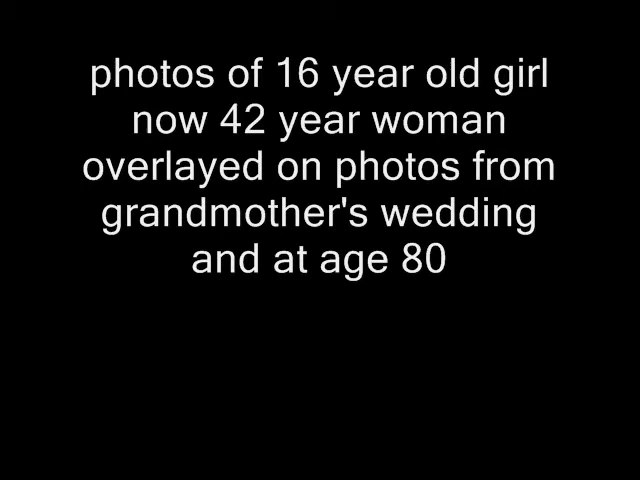 photos of 16 year old girl
now 42 year woman
overlayed on photos from
grandmother's wedding
and at age 80